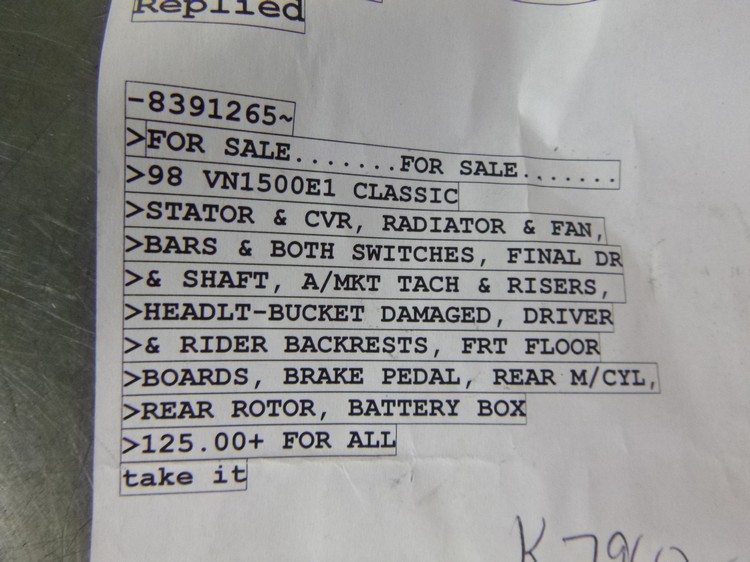 Replied
-8391265~
>FOR SALE.......FOR SALE.......
>98 VN1500E1 CLASSIC
>STATOR & CVR, RADIATOR & FAN,
>BARS & BOTH SWITCHES, FINAL DR
>& SHAFT, A/MKT TACH & RISERS,
>HEADLT-BUCKET DAMAGED, DRIVER
>& RIDER BACKRESTS, FRT FLOOR
>BOARDS, BRAKE PEDAL, REAR M/CYL,
>REAR ROTOR, BATTERY BOX
>125.00+ FOR ALL
take it